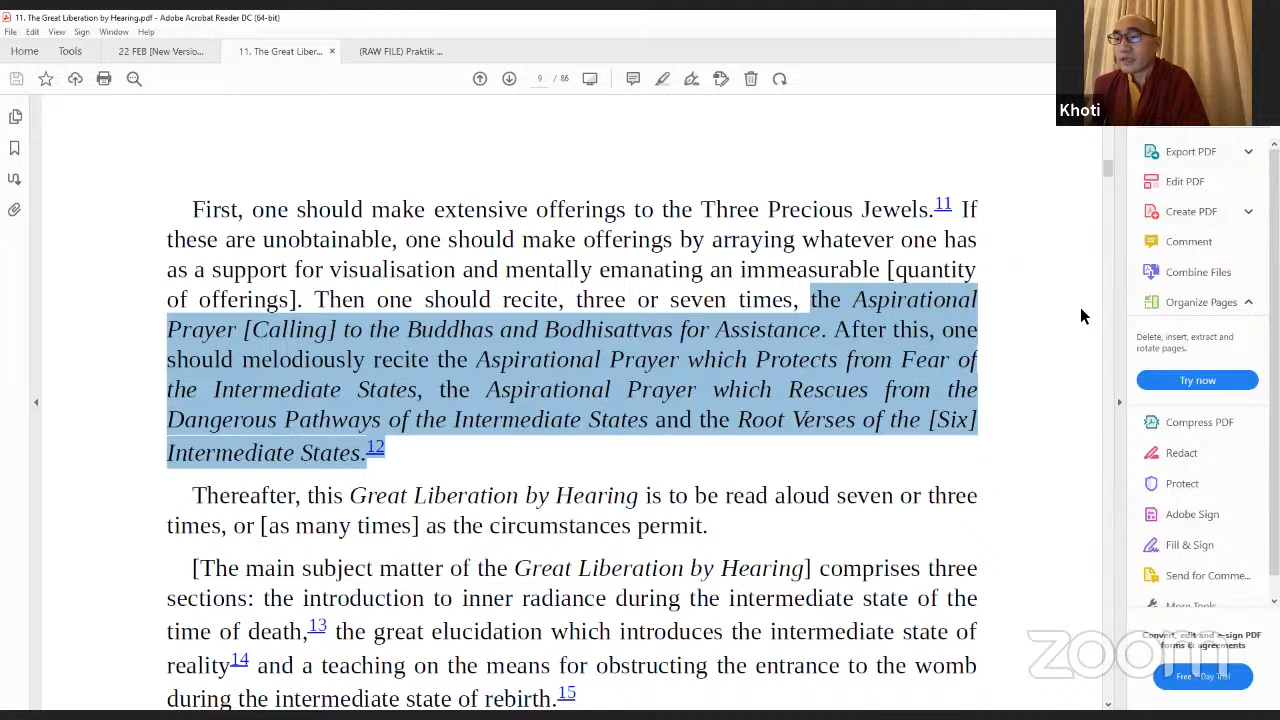 11. The Great Liberation by Hearing.pdf - Adobe Acrobat Reader DC (64-bit)
File Edit View Sign Window Help
Home Tools 22 FEB [New Versio... 11. The Great Liber... × (RAW FILE) Praktik ...
9 / 86
Khoti
First, one should make extensive offerings to the Three Precious Jewels.11 If
these are unobtainable, one should make offerings by arraying whatever one has
as a support for visualisation and mentally emanating an immeasurable [quantity
of offerings]. Then one should recite, three or seven times, the Aspirational
Prayer [Calling] to the Buddhas and Bodhisattvas for Assistance. After this, one
should melodiously recite the Aspirational Prayer which Protects from Fear of
the Intermediate States, the Aspirational Prayer which Rescues from the
Dangerous Pathways of the Intermediate States and the Root Verses of the [Six]
Intermediate States.12
Thereafter, this Great Liberation by Hearing is to be read aloud seven or three
times, or [as many times] as the circumstances permit.
[The main subject matter of the Great Liberation by Hearing] comprises three
sections: the introduction to inner radiance during the intermediate state of the
time of death,13 the great elucidation which introduces the intermediate state of
reality14 and a teaching on the means for obstructing the entrance to the womb
during the intermediate state of rebirth.15
Export PDF
Edit PDF
Create PDF
Comment
Combine Files
Organize Pages
Delete, insert, extract and
rotate pages.
Try now
Compress PDF
Redact
Protect
Adobe Sign
Fill & Sign
Send for Comme...
More Tools
Convert, edit and e-sign PDF
forms & agreements
Free 7-Day Trial
zoom